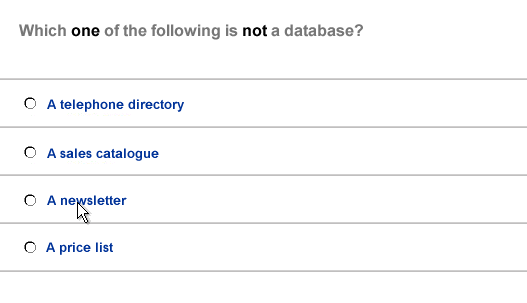 Which one of the following is not a database?
A telephone directory
A sales catalogue
A newsletter
A price list